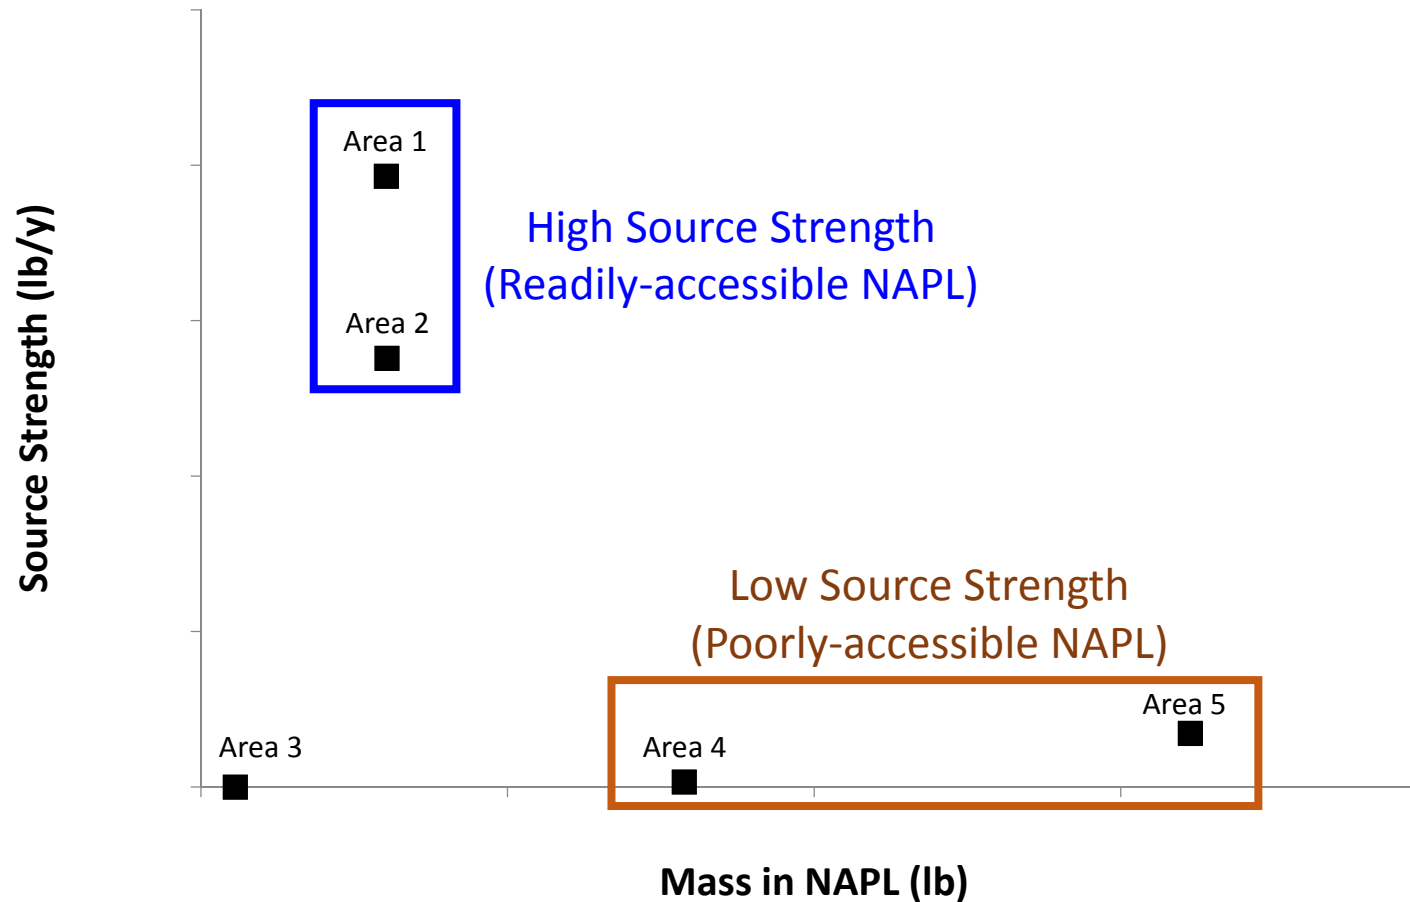 Source Strength (lb/y)
Area 1
High Source Strength
(Readily-accessible NAPL)
Area 2
Low Source Strength
(Poorly-accessible NAPL)
Area 5
Area 3
Area 4
Mass in NAPL (lb)